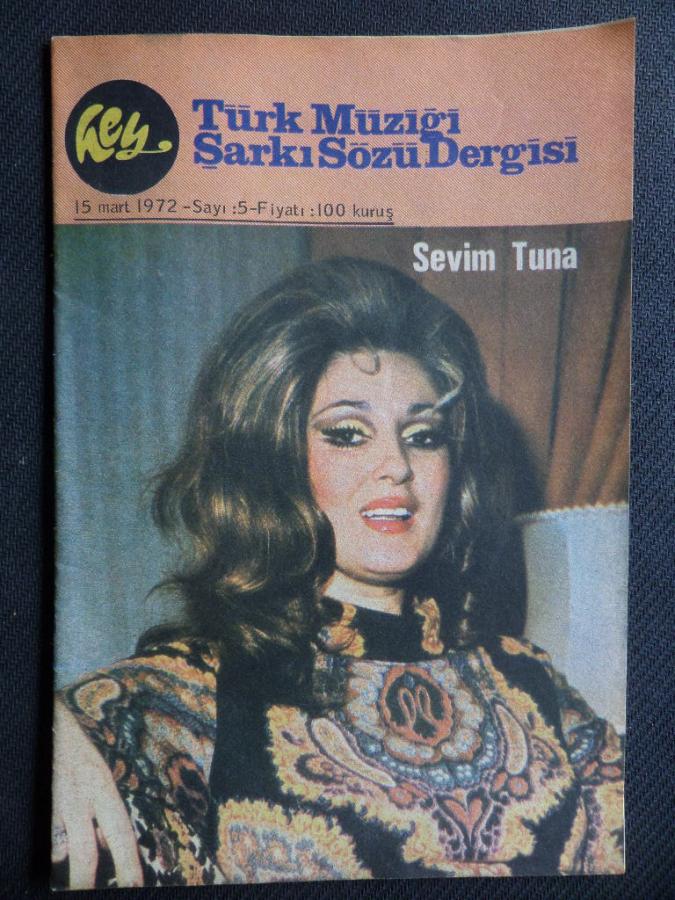 hey
Türk Müziği
Şarkı Sözü Dergisi
15 mart 1972 -Sayı :5-Fiyatı :100 kuruş
Sevim Tuna